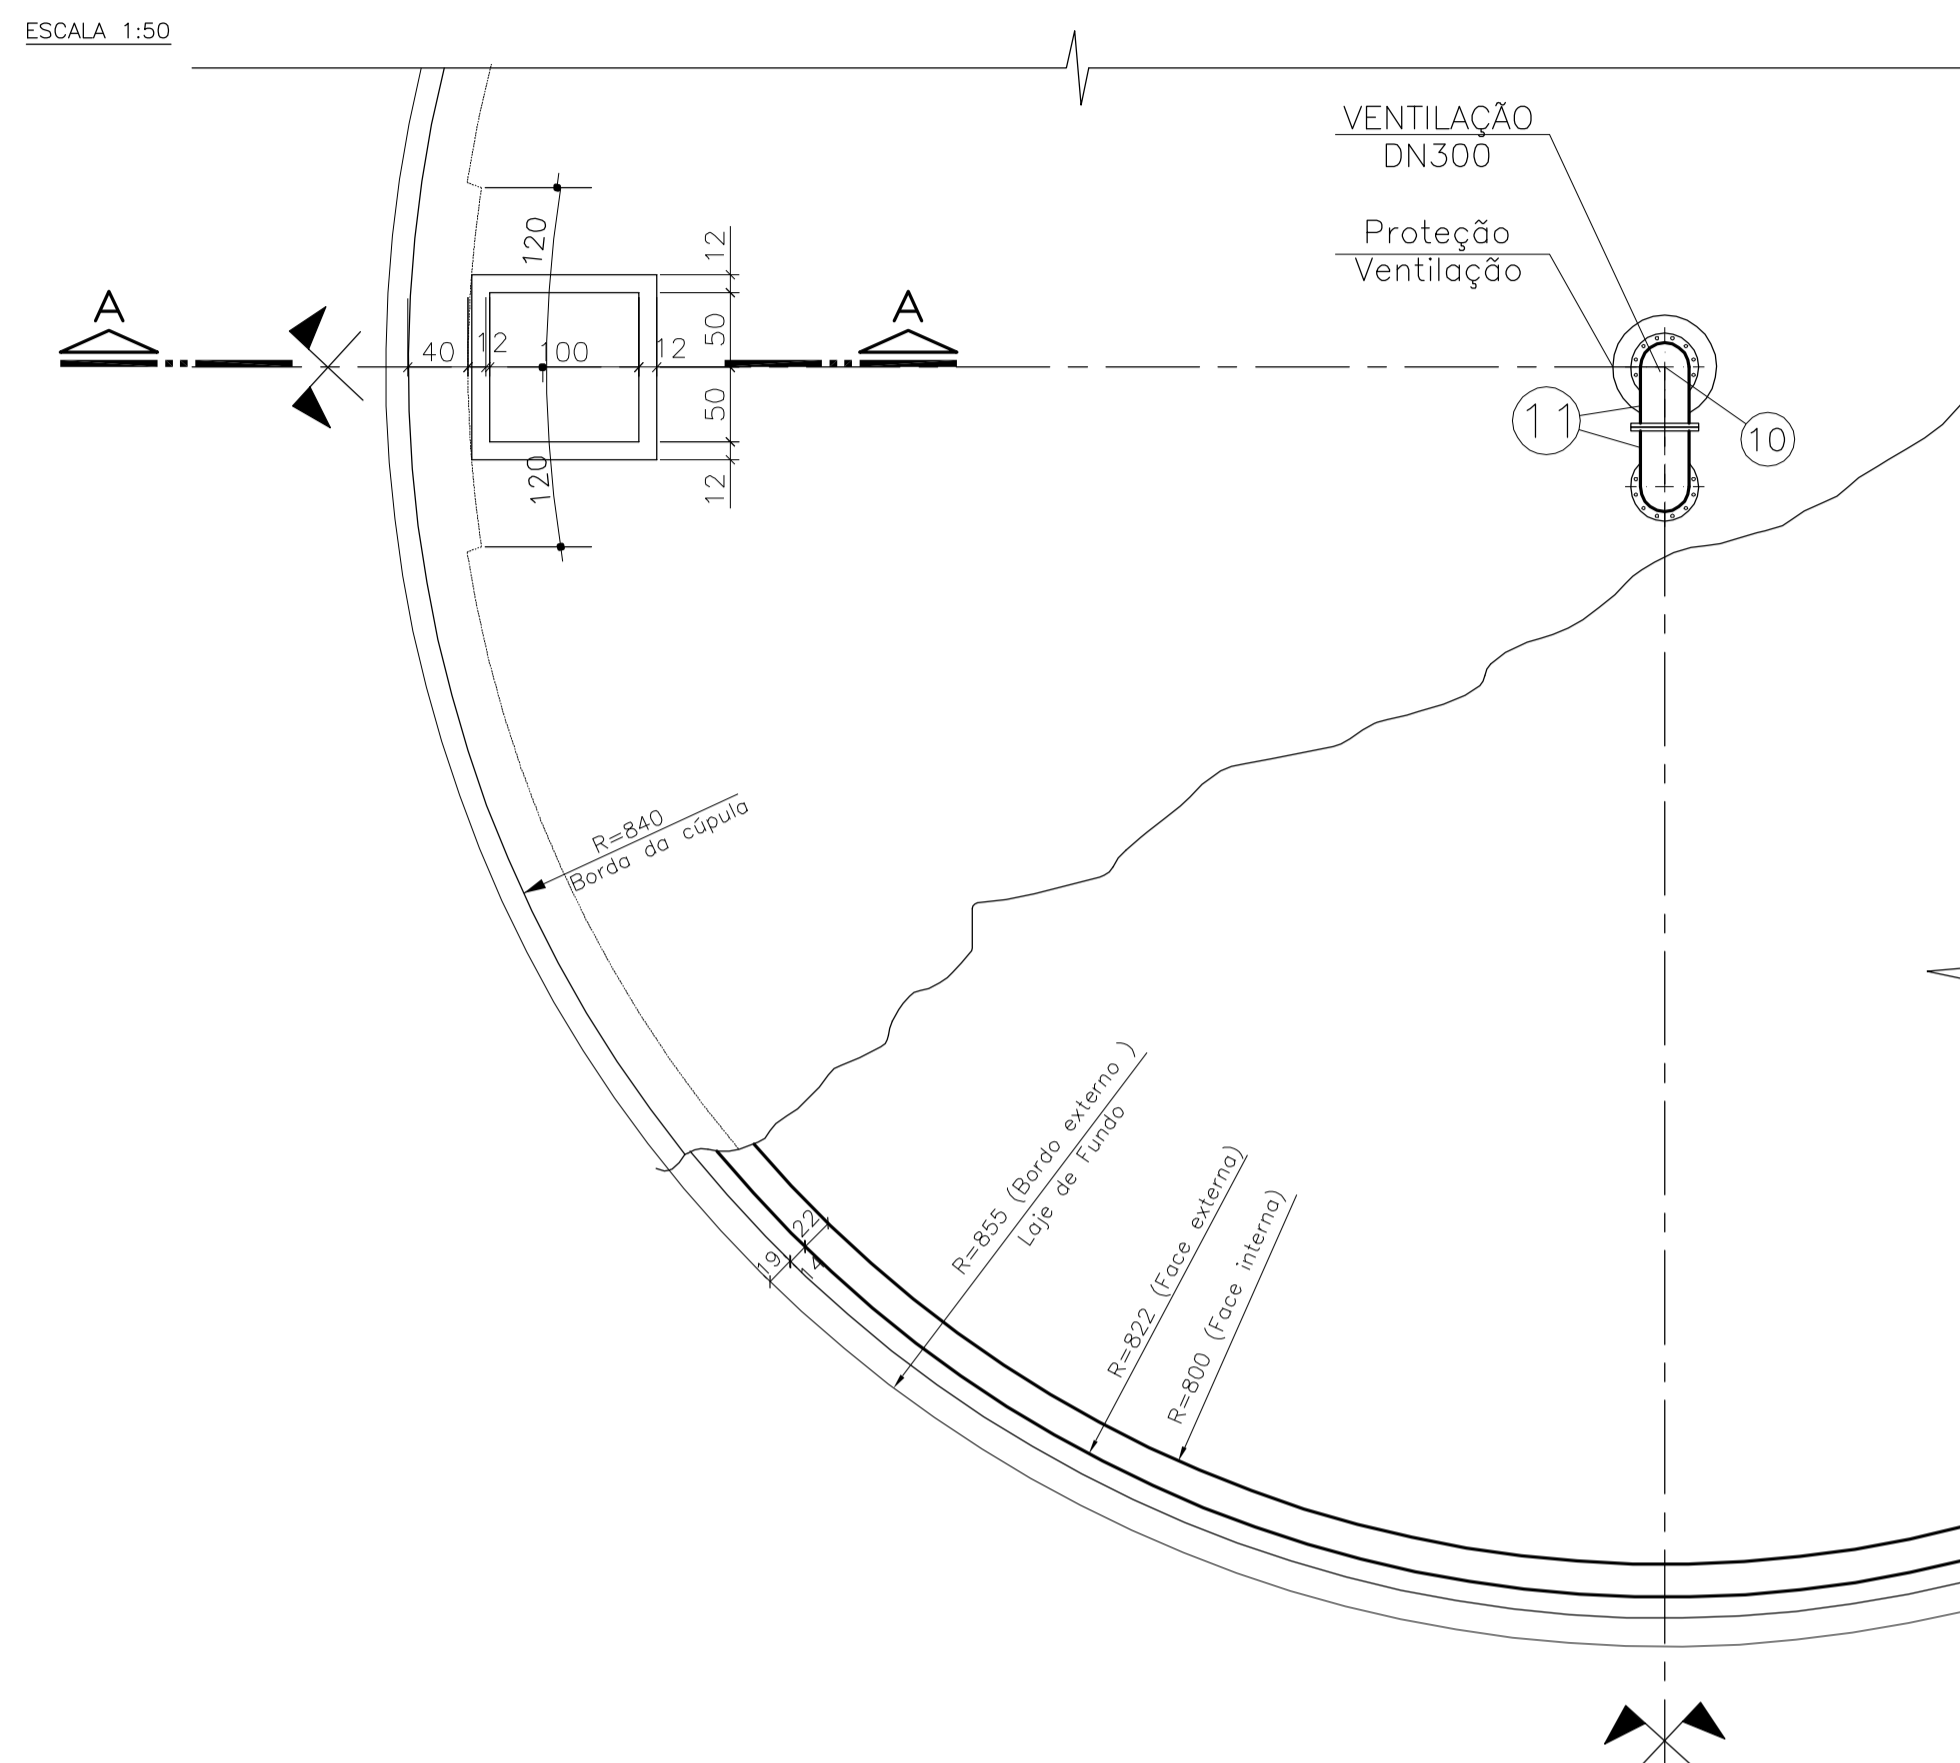 ESCALA 1:50
VENTILAÇÃO
DN300
Proteção
Ventilação
A
A
120
12
40
12
100
12
50
50
120
12
11
10
R=840
Borda da cúpula
R=855 (Bordo externo )
Laje de Fundo
R=822 (Face externa)
R=800 (Face interna)
22
19
14